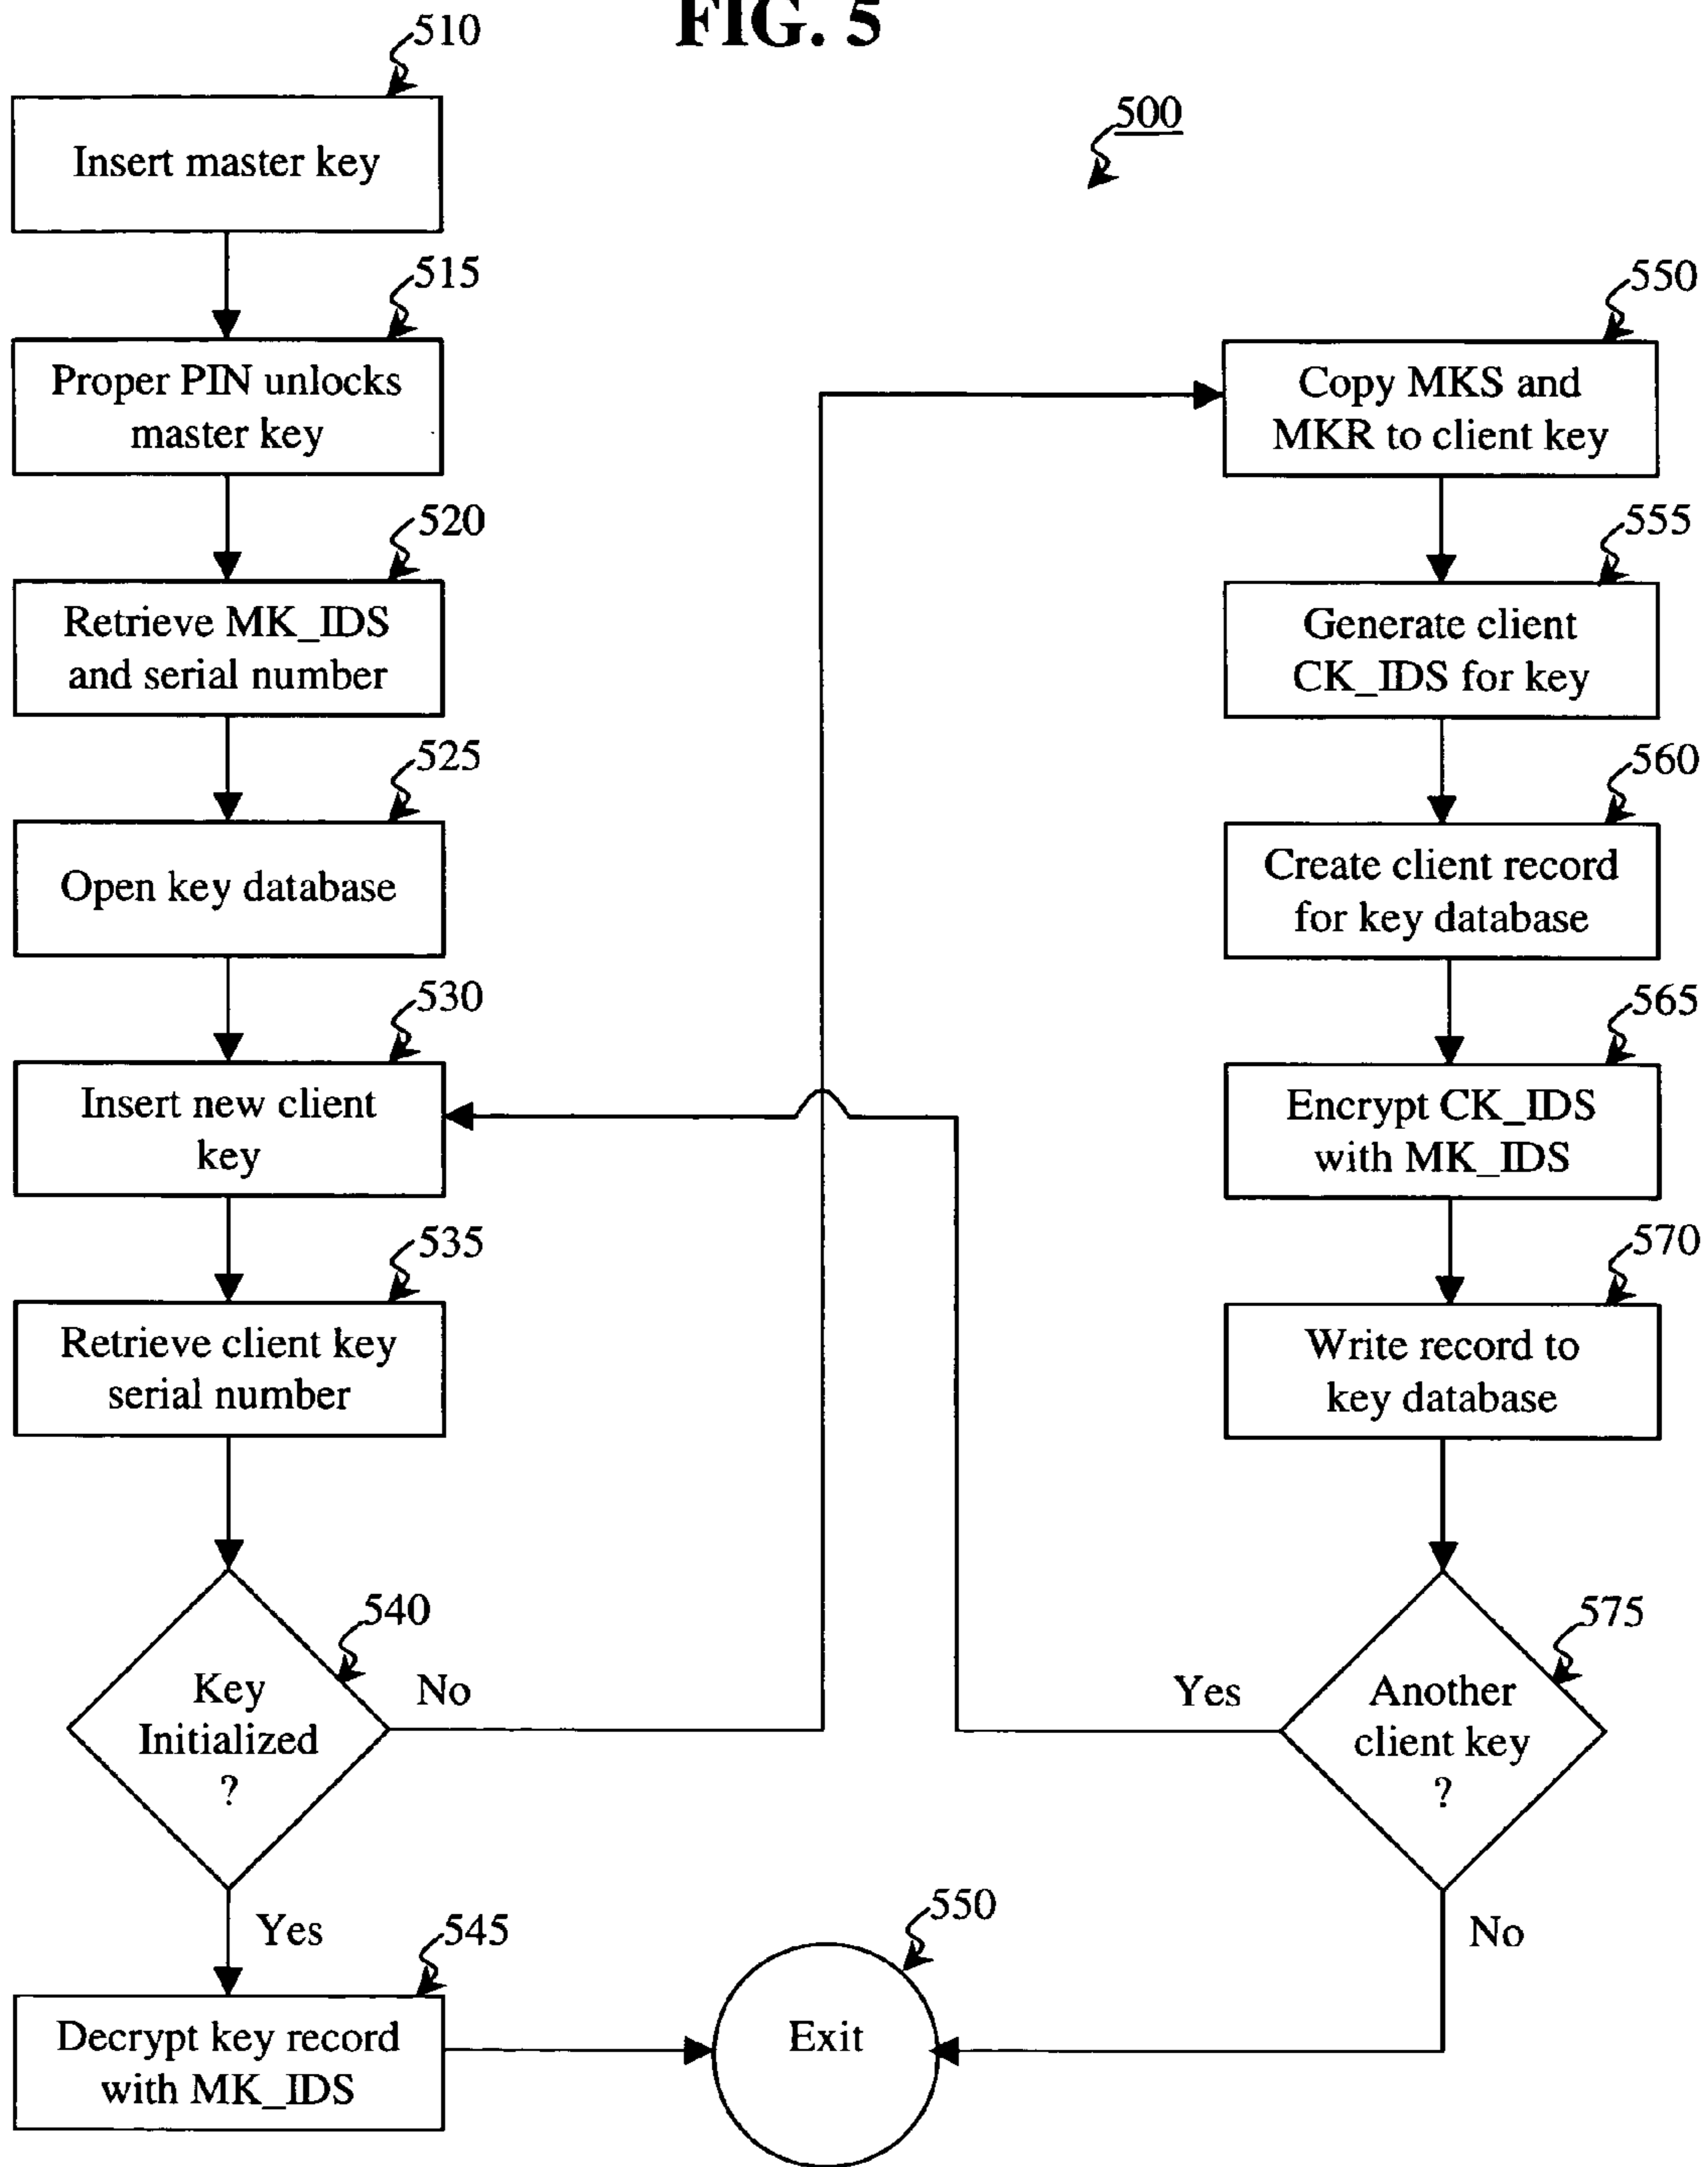 FIG. 5
500
510
Insert master key
515
Proper PIN unlocks
master key
520
Retrieve MK_IDS
and serial number
525
Open key database
530
Insert new client
key
535
Retrieve client key
serial number
540
Key
Initialized
?
No
Yes
545
Decrypt key record
with MK_IDS
550
Copy MKS and
MKR to client key
555
Generate client
CK_IDS for key
560
Create client record
for key database
565
Encrypt CK_IDS
with MK_IDS
570
Write record to
key database
575
Another
client key
?
Yes
No
550
Exit